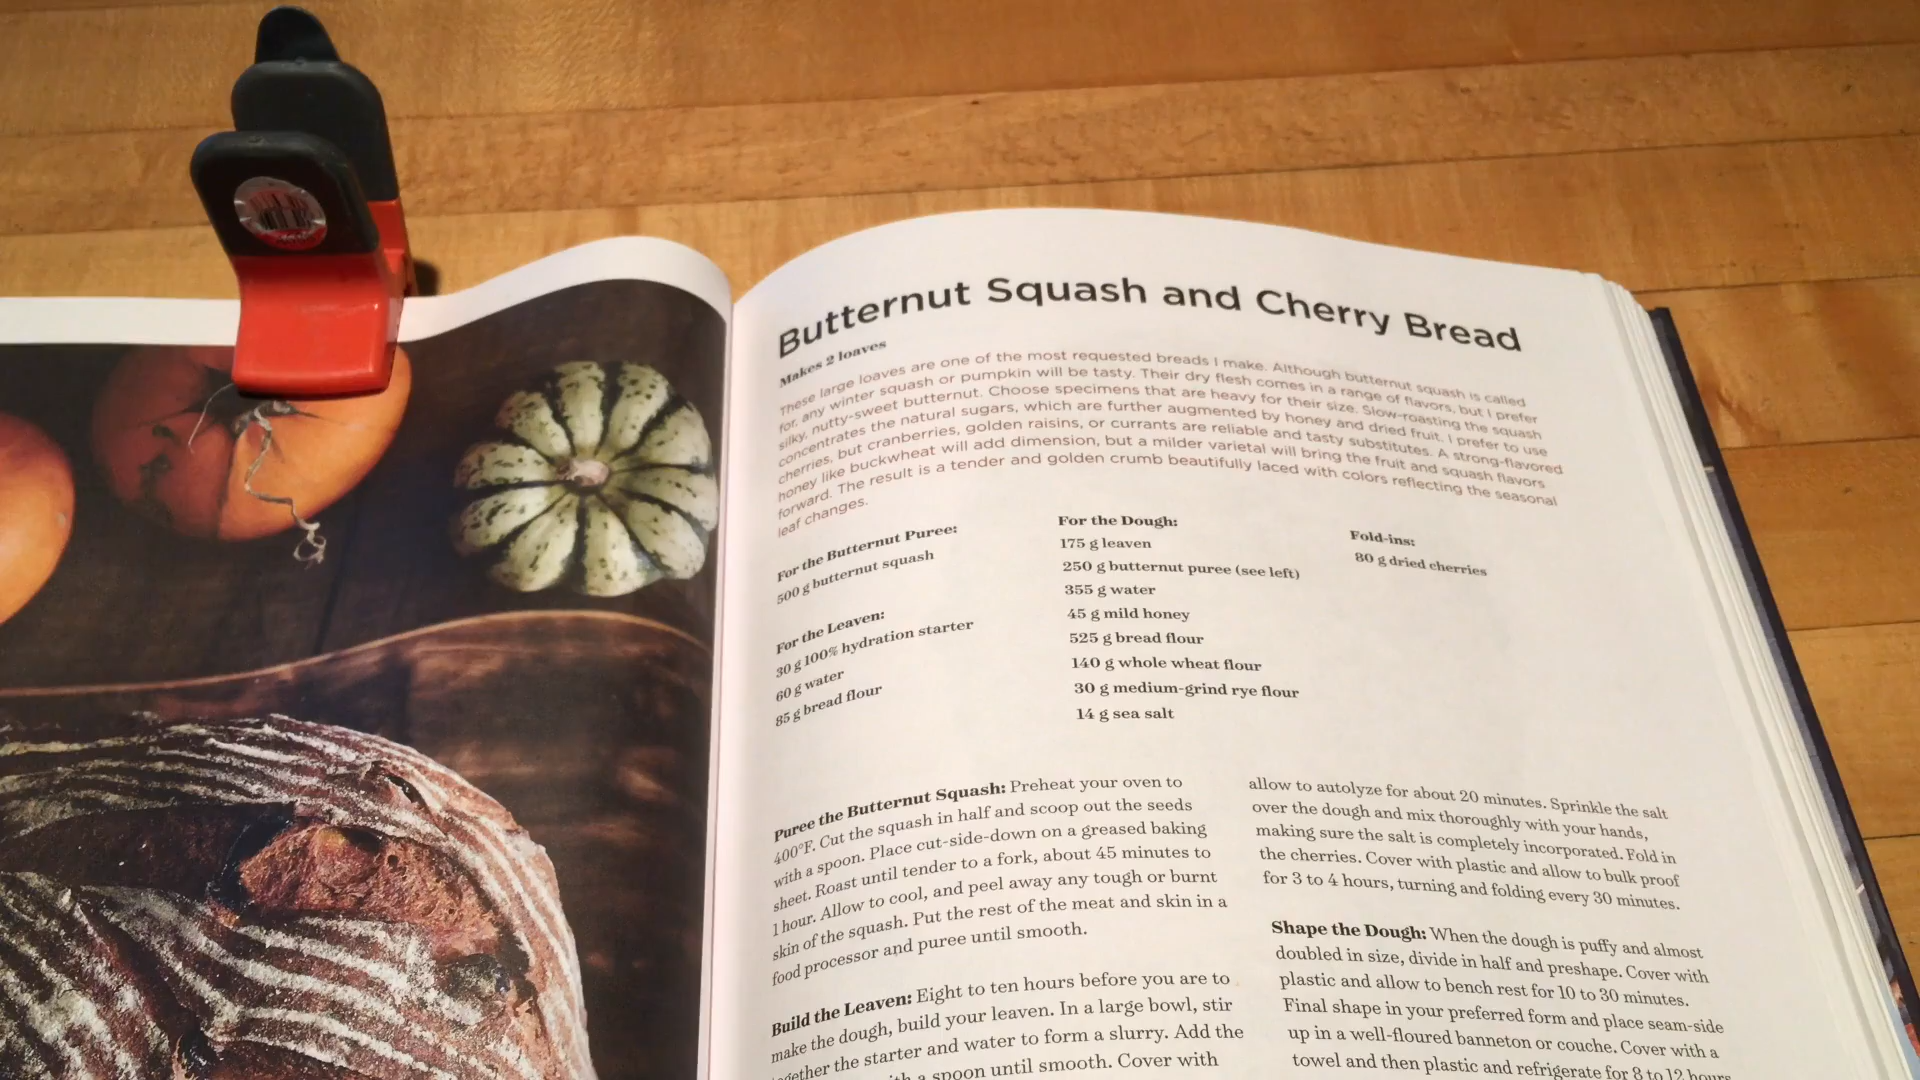 Butternut Squash and Cherry Bread
Makes 2 loaves
These large loaves are one of the most requested breads I make. Although butternut squash is called
for, any winter squash or pumpkin will be tasty. Their dry flesh comes in a range of flavors, but I prefer
silky, nutty-sweet butternut. Choose specimens that are heavy for their size. Slow-roasting the squash
concentrates the natural sugars, which are further augmented by honey and dried fruit. I prefer to use
cherries, but cranberries, golden raisins, or currants are reliable and tasty substitutes. A strong-flavored
honey like buckwheat will add dimension, but a milder varietal will bring the fruit and squash flavors
forward. The result is a tender and golden crumb beautifully laced with colors reflecting the seasonal
leaf changes.
For the Butternut Puree:
500 g butternut squash
For the Leaven:
30 g 100% hydration starter
60 g water
85 g bread flour
For the Dough:
175 g leaven
250 g butternut puree (see left)
355 g water
45 g mild honey
525 g bread flour
140 g whole wheat flour
30 g medium-grind rye flour
14 g sea salt
Fold-ins:
80 g dried cherries
Puree the Butternut Squash: Preheat your oven to
400°F. Cut the squash in half and scoop out the seeds
with a spoon. Place cut-side-down on a greased baking
sheet. Roast until tender to a fork, about 45 minutes to
1 hour. Allow to cool, and peel away any tough or burnt
skin of the squash. Put the rest of the meat and skin in a
food processor and puree until smooth.
Build the Leaven: Eight to ten hours before you are to
make the dough, build your leaven. In a large bowl, stir
together the starter and water to form a slurry. Add the
a spoon until smooth. Cover with
allow to autolyze for about 20 minutes. Sprinkle the salt
over the dough and mix thoroughly with your hands,
making sure the salt is completely incorporated. Fold in
the cherries. Cover with plastic and allow to bulk proof
for 3 to 4 hours, turning and folding every 30 minutes.
Shape the Dough: When the dough is puffy and almost
doubled in size, divide in half and preshape. Cover with
plastic and allow to bench rest for 10 to 30 minutes.
Final shape in your preferred form and place seam-side
up in a well-floured banneton or couche. Cover with a
towel and then plastic and refrigerate for 8 to 12 hours